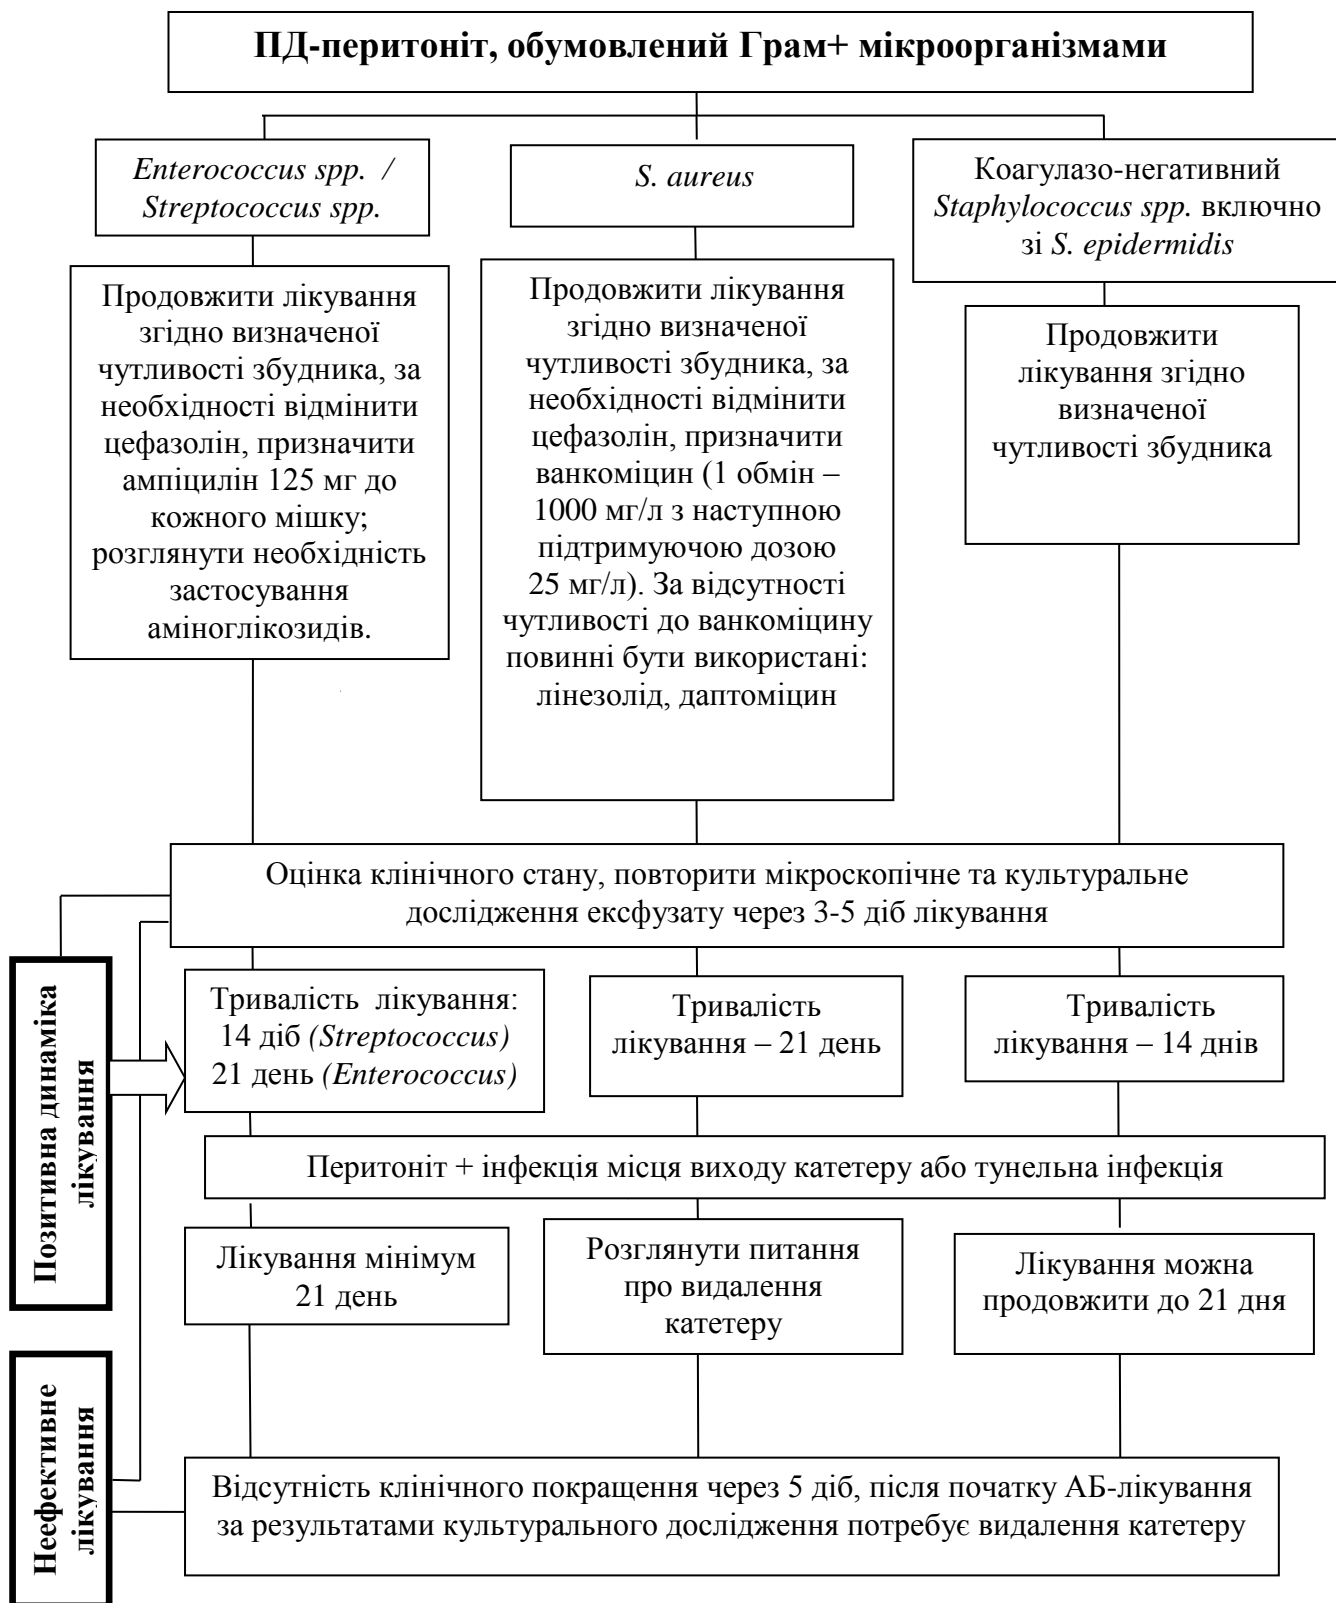 ПД-перитоніт, обумовлений Грам+ мікроорганізмами
Enterococcus spp. /
Streptococcus spp.
S. aureus
Коагулазо-негативний
Staphylococcus spp. включно
зі S. epidermidis
Продовжити лікування
згідно визначеної
чутливості збудника, за
необхідності відмінити
цефазолін, призначити
ампіцилін 125 мг до
кожного мішку;
розглянути необхідність
застосування
аміноглікозидів.
Продовжити лікування
згідно визначеної
чутливості збудника, за
необхідності відмінити
цефазолін, призначити
ванкоміцин (1 обмін –
1000 мг/л з наступною
підтримуючою дозою
25 мг/л). За відсутності
чутливості до ванкоміцину
повинні бути використані:
лінезолід, даптоміцин
Продовжити
лікування згідно
визначеної
чутливості збудника
Оцінка клінічного стану, повторити мікроскопічне та культуральне
дослідження ексфузату через 3-5 діб лікування
Позитивна динаміка
лікування
Тривалість лікування:
14 діб (Streptococcus)
21 день (Enterococcus)
Тривалість
лікування – 21 день
Тривалість
лікування – 14 днів
Перитоніт + інфекція місця виходу катетеру або тунельна інфекція
Лікування мінімум
21 день
Розглянути питання
про видалення
катетеру
Лікування можна
продовжити до 21 дня
Неефективне
лікування
Відсутність клінічного покращення через 5 діб, після початку АБ-лікування
за результатами культурального дослідження потребує видалення катетеру